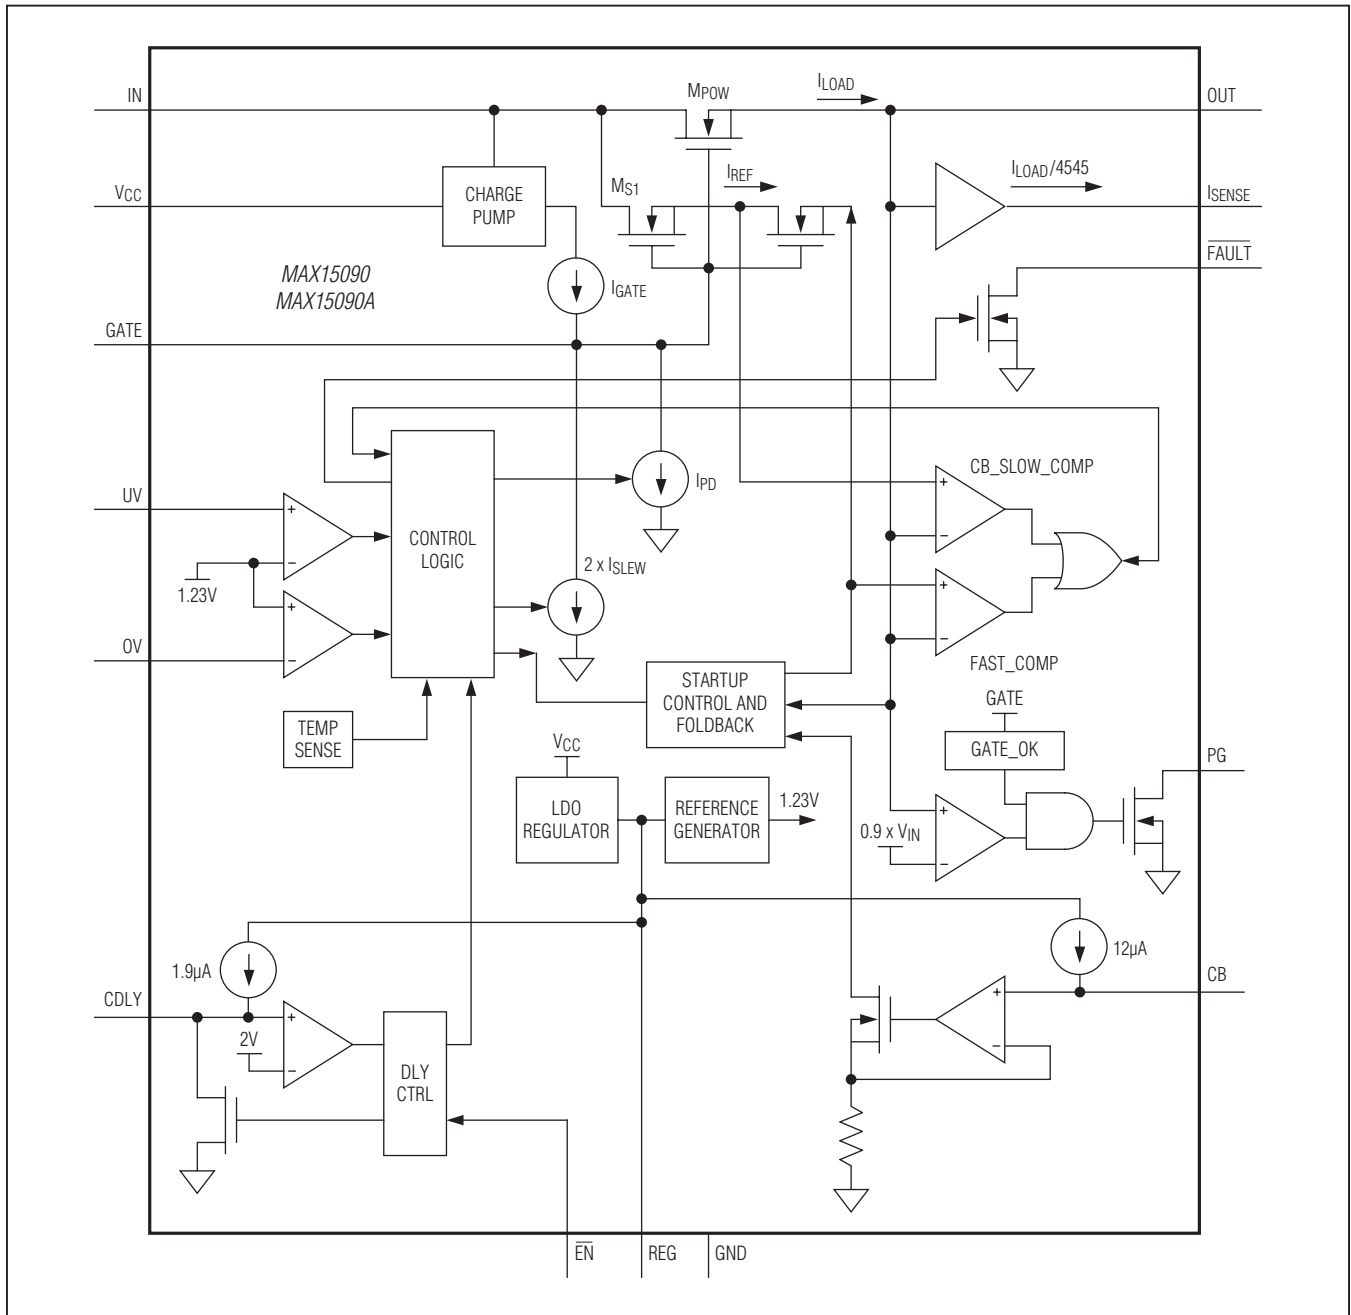 IN
MPOW
ILOAD
OUT
VCC
CHARGE
PUMP
MS1
IREF
ILOAD/4545
ISENSE
FAULT
MAX15090
MAX15090A
IGATE
GATE
CB_SLOW_COMP
UV
+
−
1.23V
CONTROL
LOGIC
IPD
+
−
2 x ISLEW
+
−
OV
+
−
FAST_COMP
STARTUP
CONTROL AND
FOLDBACK
TEMP
SENSE
GATE
GATE_OK
VCC
LDO
REGULATOR
REFERENCE
GENERATOR
1.23V
PG
0.9 x VIN
+
−
1.9µA
12µA
CDLY
CB
+
−
2V
DLY
CTRL
+
−
EN
REG
GND